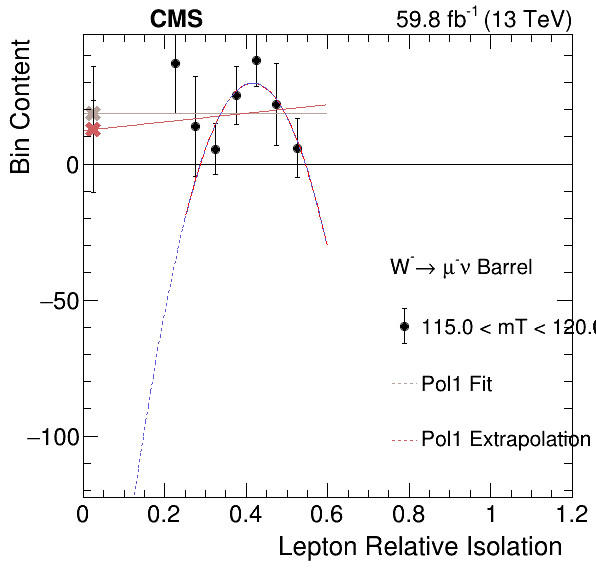 CMS 59.8 fb⁻¹ (13 TeV)
Bin Content
0
−50
−100
W⁻→ μ⁻ν Barrel
115.0 < mT < 120.0
Pol1 Fit
Pol1 Extrapolation
0 0.2 0.4 0.6 0.8 1 1.2
Lepton Relative Isolation